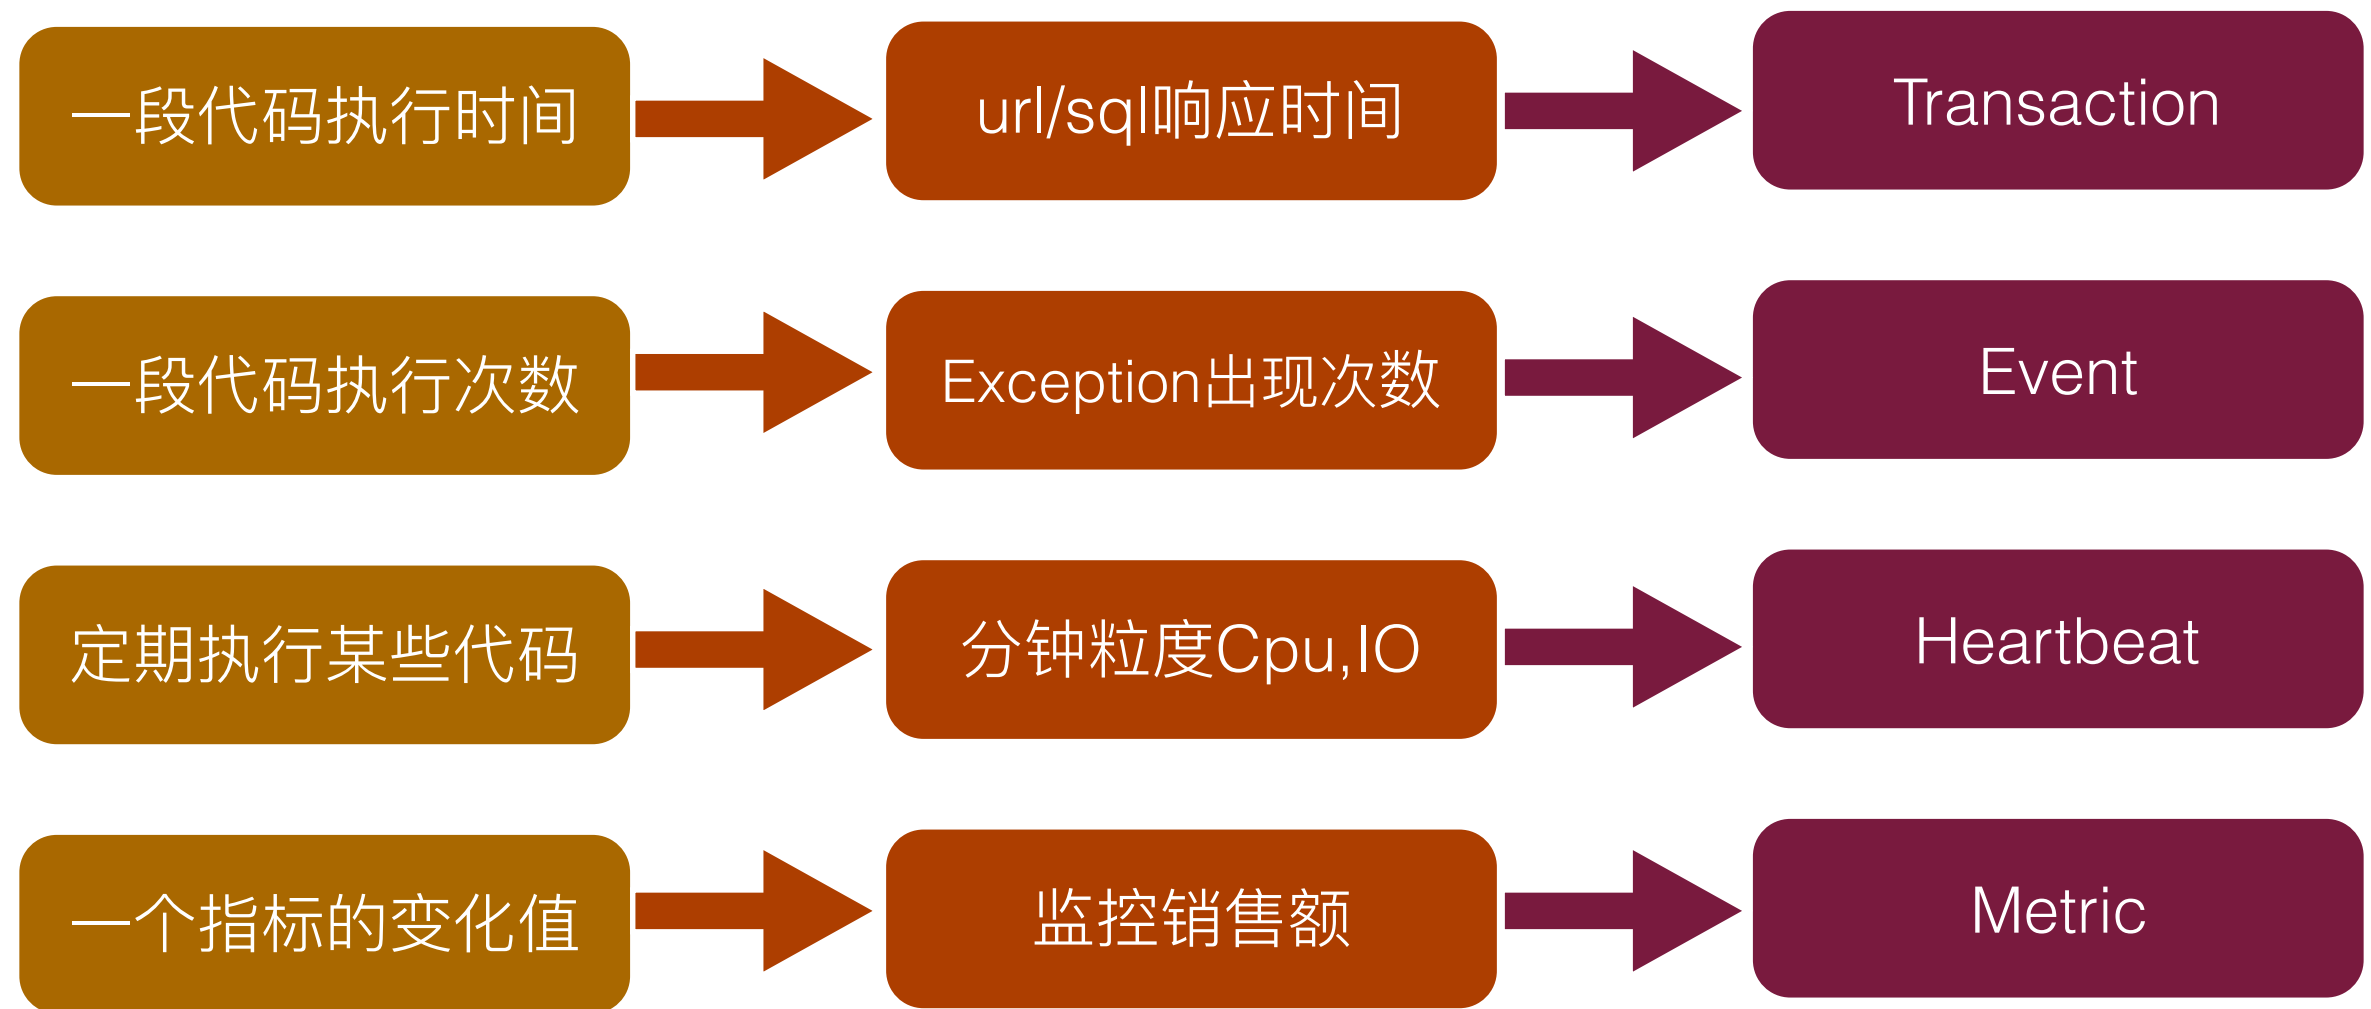 一段代码执行时间
url/sql响应时间
Transaction
一段代码执行次数
Exception出现次数
Event
定期执行某些代码
分钟粒度Cpu,IO
Heartbeat
一个指标的变化值
监控销售额
Metric